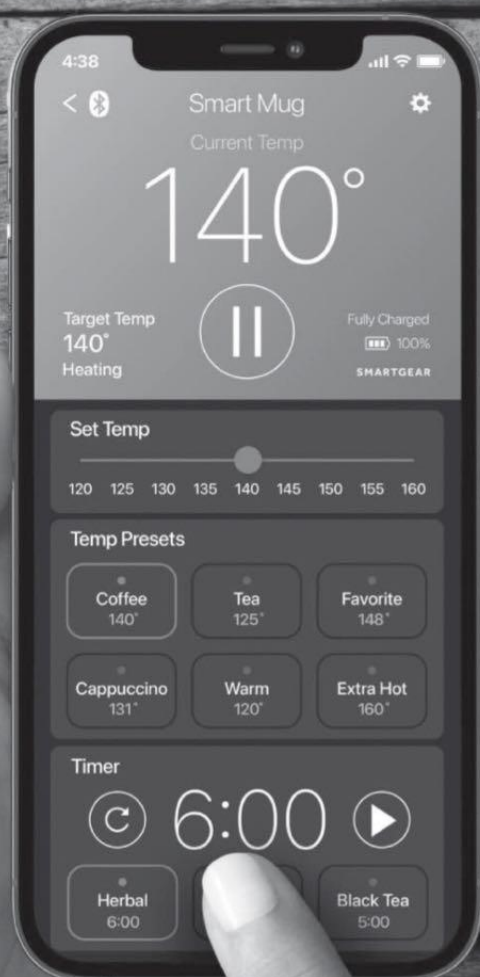 4:38
Smart Mug
Current Temp
140°
Target Temp
140°
Heating
Fully Charged
100%
SMARTGEAR
Set Temp
120 125 130 135 140 145 150 155 160
Temp Presets
Coffee Tea Favorite
140° 125° 148°
Cappuccino Warm Extra Hot
131° 120° 160°
Timer
6:00
Herbal Black Tea
6:00 5:00